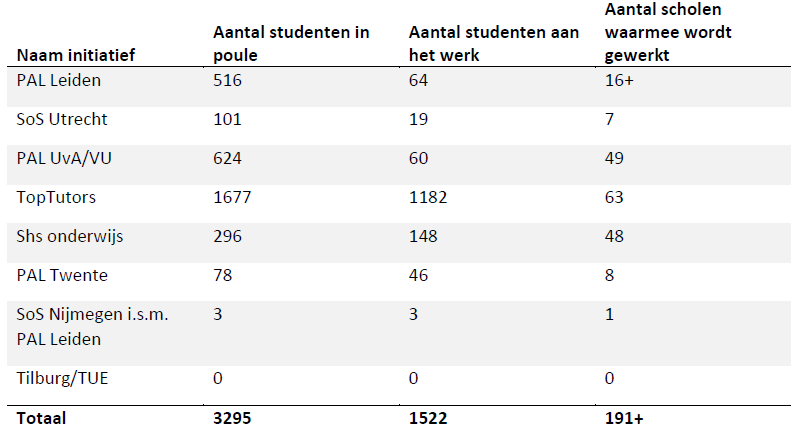 Naam initiatief | Aantal studenten in poule | Aantal studenten aan het werk | Aantal scholen waarmee wordt gewerkt
PAL Leiden | 516 | 64 | 16+
SoS Utrecht | 101 | 19 | 7
PAL UvA/VU | 624 | 60 | 49
TopTutors | 1677 | 1182 | 63
Shs onderwijs | 296 | 148 | 48
PAL Twente | 78 | 46 | 8
SoS Nijmegen i.s.m. PAL Leiden | 3 | 3 | 1
Tilburg/TUE | 0 | 0 | 0
Totaal | 3295 | 1522 | 191+